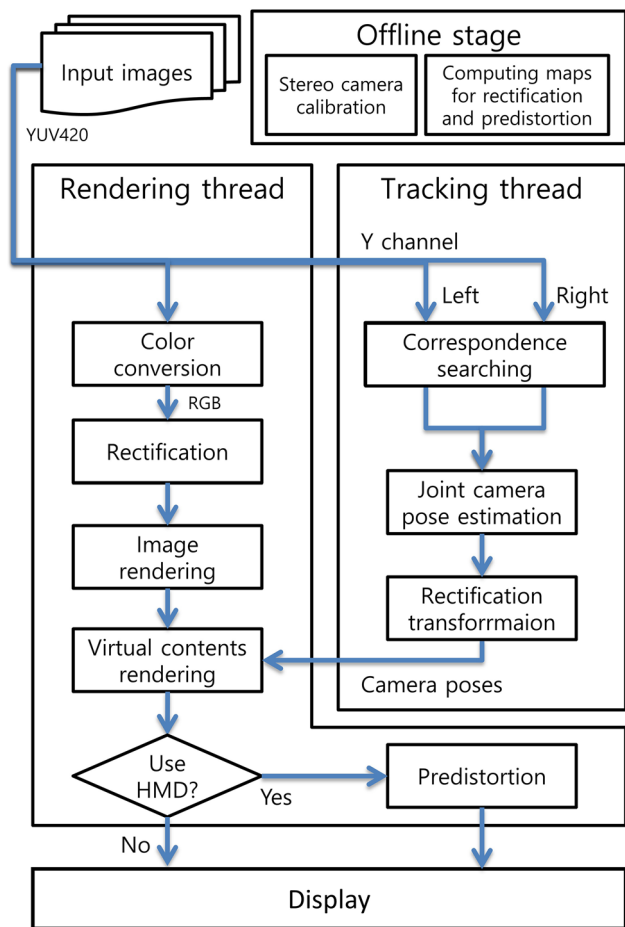 Input images
YUV420
Offline stage
Stereo camera
calibration
Computing maps
for rectification
and predistortion
Rendering thread
Tracking thread
Y channel
Left
Right
Color
conversion
RGB
Rectification
Image
rendering
Virtual contents
rendering
Correspondence
searching
Joint camera
pose estimation
Rectification
transforrmaion
Camera poses
Use
HMD?
Yes
Predistortion
No
Display